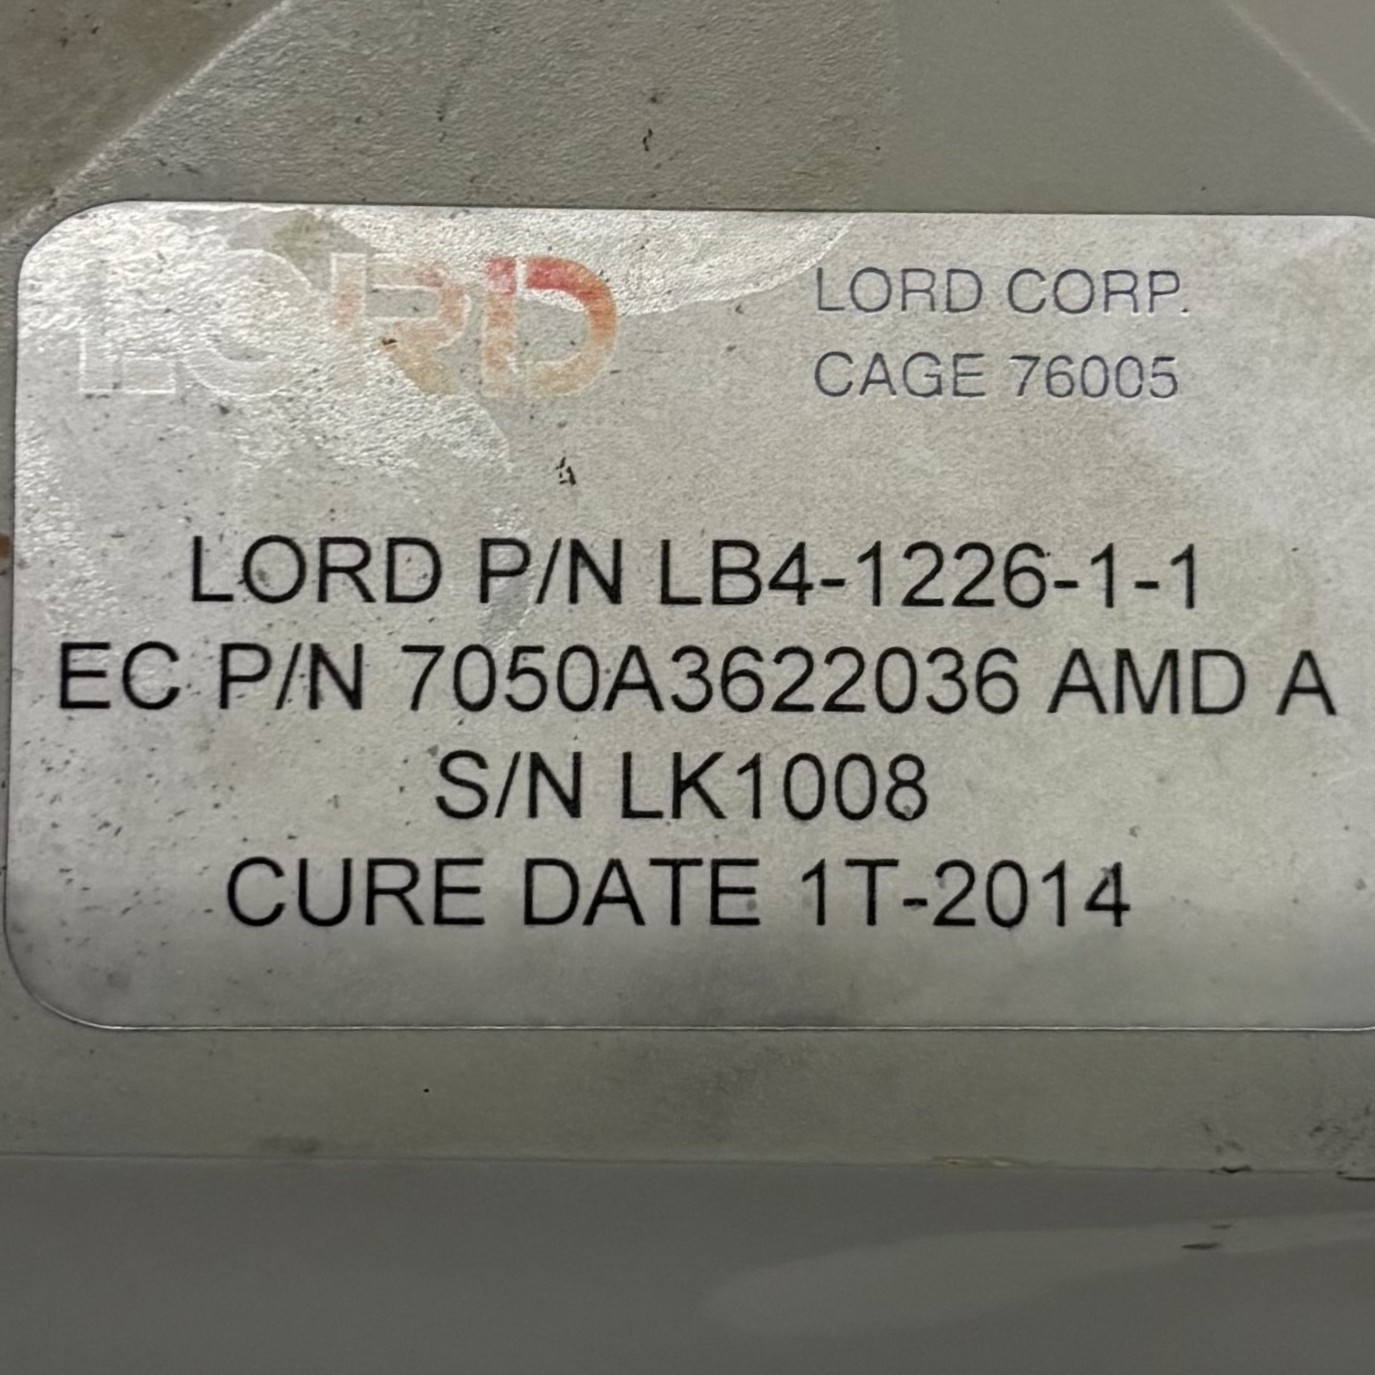 LORD
LORD CORP.
CAGE 76005
LORD P/N LB4-1226-1-1
EC P/N 7050A3622036 AMD A
S/N LK1008
CURE DATE 1T-2014